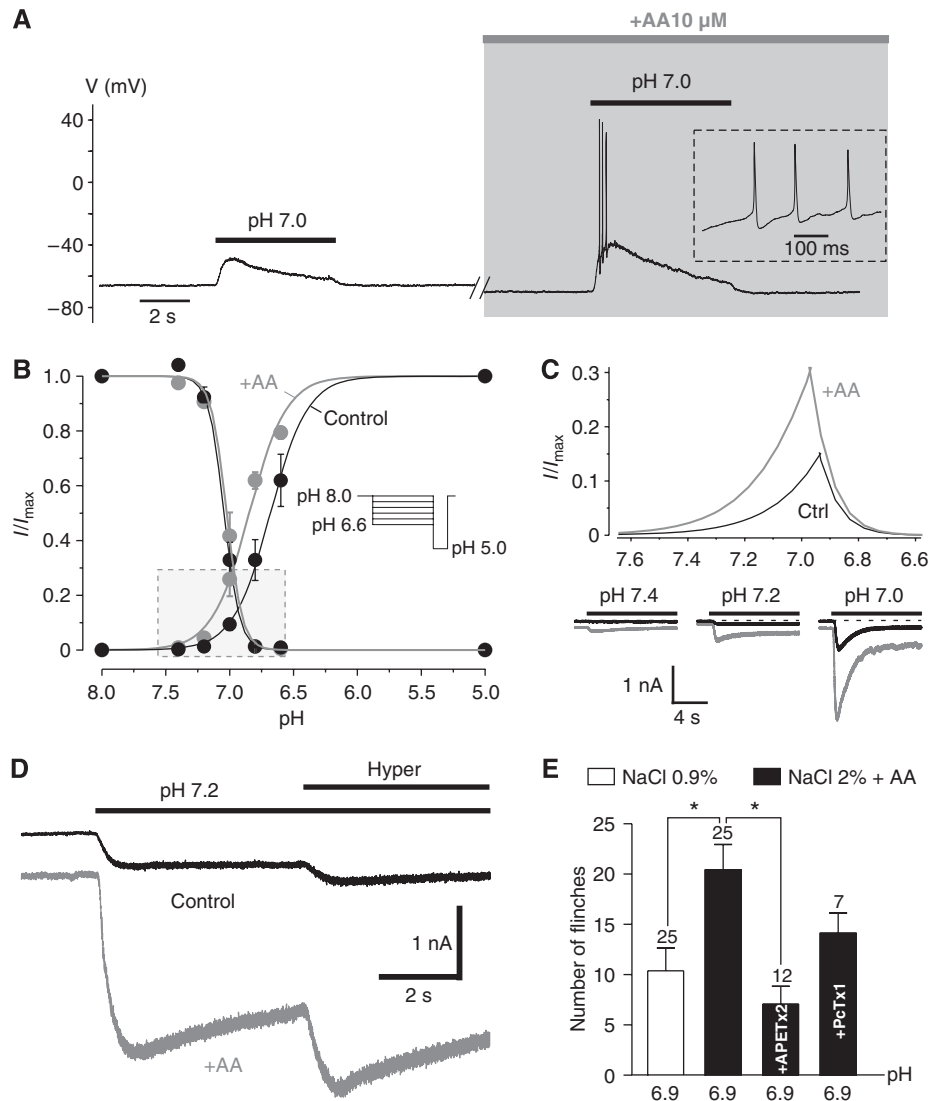 A
+AA10 µM
V (mV)
40
0
−40
−80
pH 7.0
2 s
pH 7.0
100 ms
B
I/Imax
1.0
0.8
0.6
0.4
0.2
0
+AA
Control
pH 8.0
pH 6.6
pH 5.0
8.0 7.5 7.0 6.5 6.0 5.5 5.0
pH
C
I/Imax
0.3
0.2
0.1
0
+AA
Ctrl
7.6 7.4 7.2 7.0 6.8 6.6
pH 7.4 pH 7.2 pH 7.0
1 nA
4 s
D
Hyper
pH 7.2
Control
1 nA
2 s
+AA
E
NaCl 0.9% NaCl 2% + AA
* *
Number of flinches
25
20
15
10
5
0
25
25
12
7
+APETx2
+PcTx1
6.9 6.9 6.9 6.9
pH